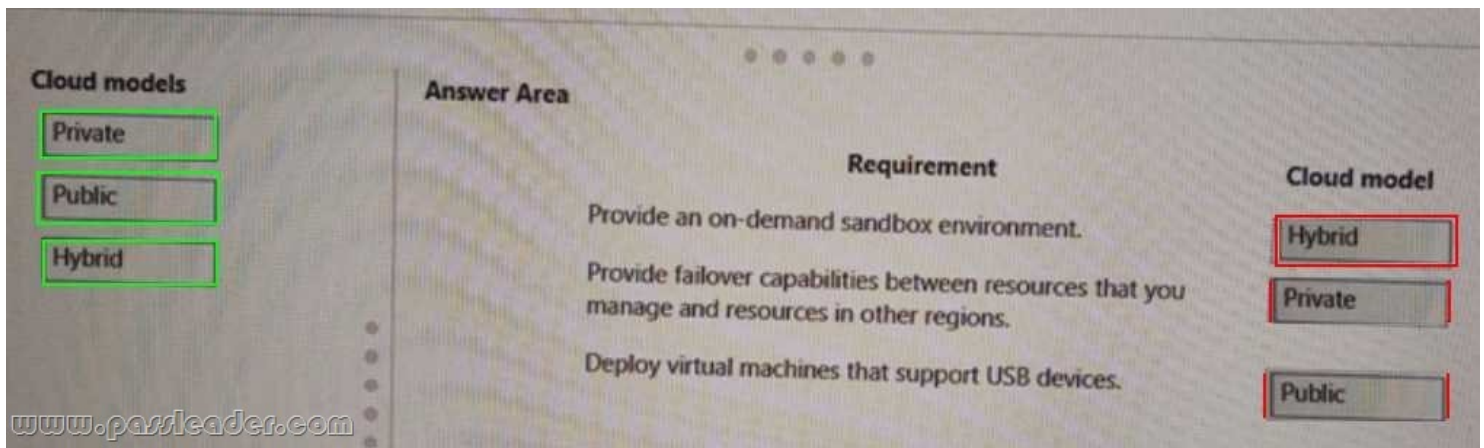 Cloud models
Private
Public
Hybrid
Answer Area
Requirement
Cloud model
Provide an on-demand sandbox environment.
Hybrid
Provide failover capabilities between resources that you
manage and resources in other regions.
Private
Deploy virtual machines that support USB devices.
Public
www.passleader.com